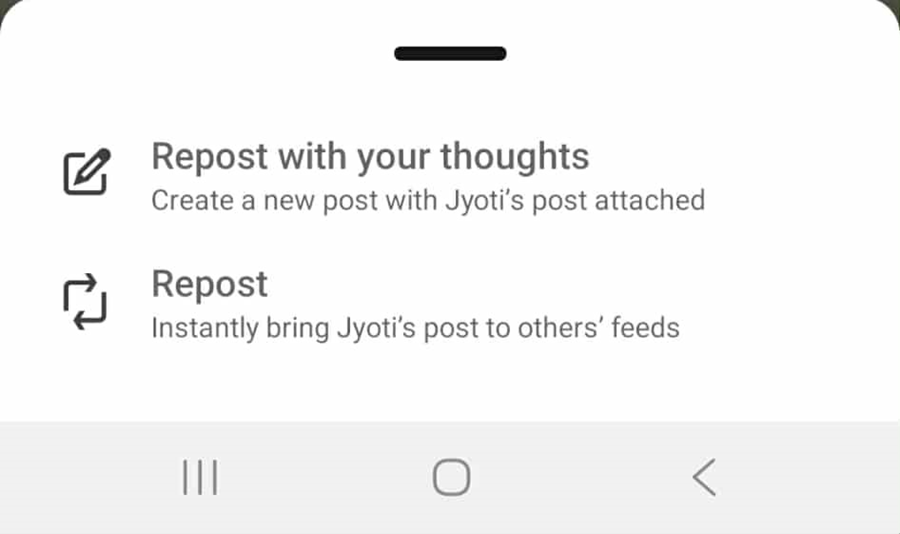 Repost with your thoughts
Create a new post with Jyoti’s post attached
Repost
Instantly bring Jyoti’s post to others’ feeds